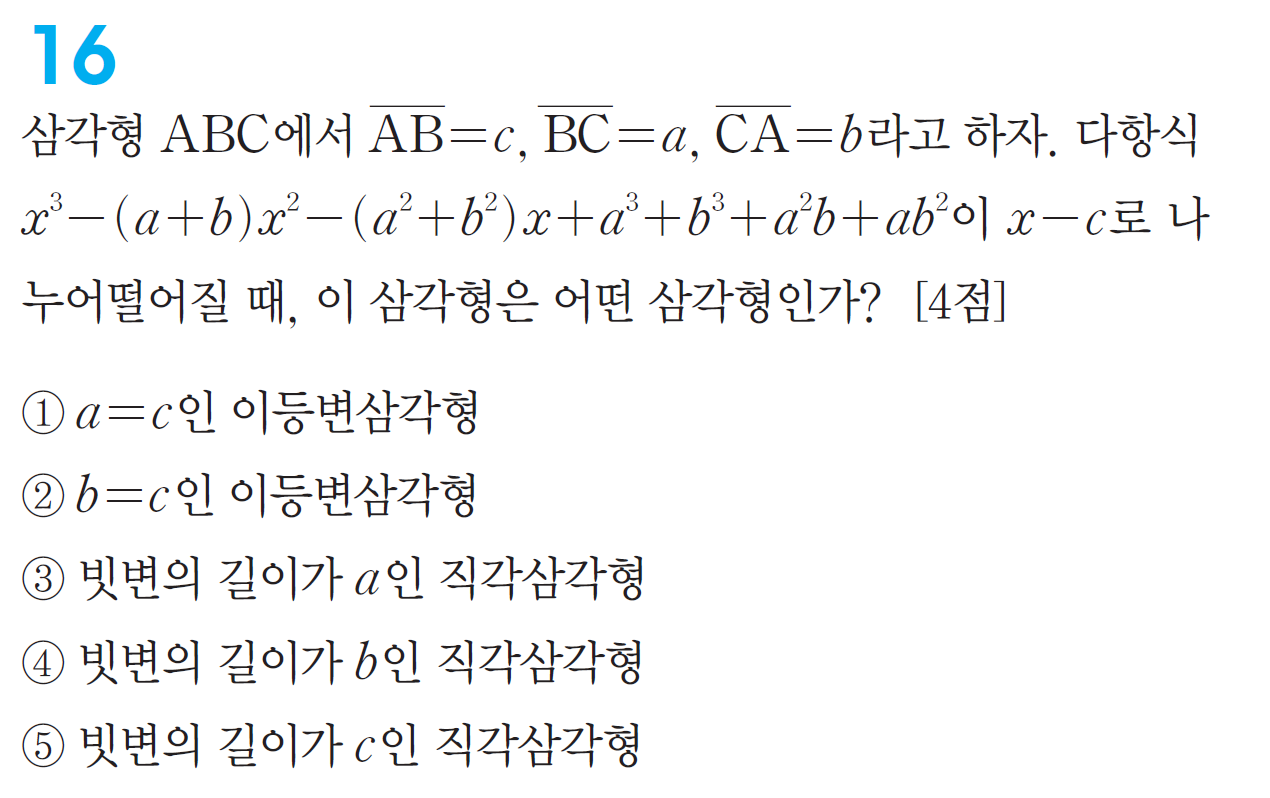 16
삼각형 ABC에서 \overline{AB}=c, \overline{BC}=a, \overline{CA}=b라고 하자. 다항식
x³-(a+b)x²-(a²+b²)x+a³+b³+a²b+ab²이 x-c로 나
누어떨어질 때, 이 삼각형은 어떤 삼각형인가? [4점]
① a=c인 이등변삼각형
② b=c인 이등변삼각형
③ 빗변의 길이가 a인 직각삼각형
④ 빗변의 길이가 b인 직각삼각형
⑤ 빗변의 길이가 c인 직각삼각형